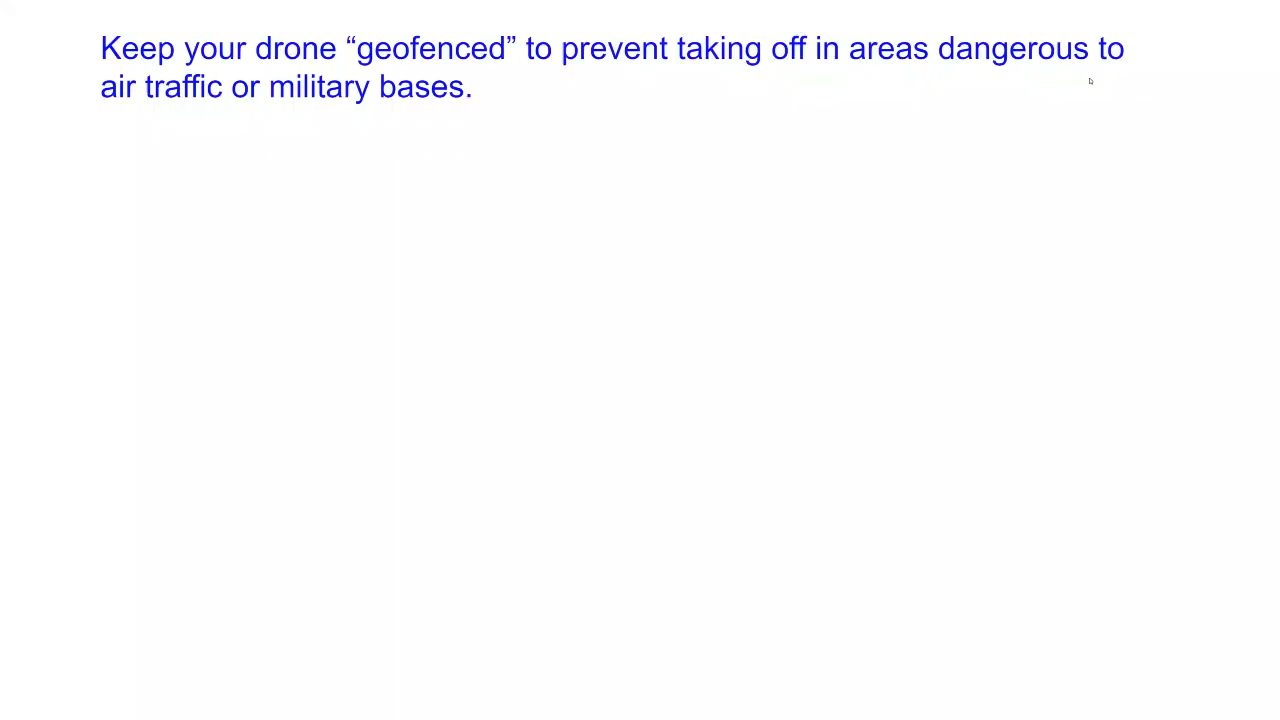 Keep your drone “geofenced” to prevent taking off in areas dangerous to
air traffic or military bases.